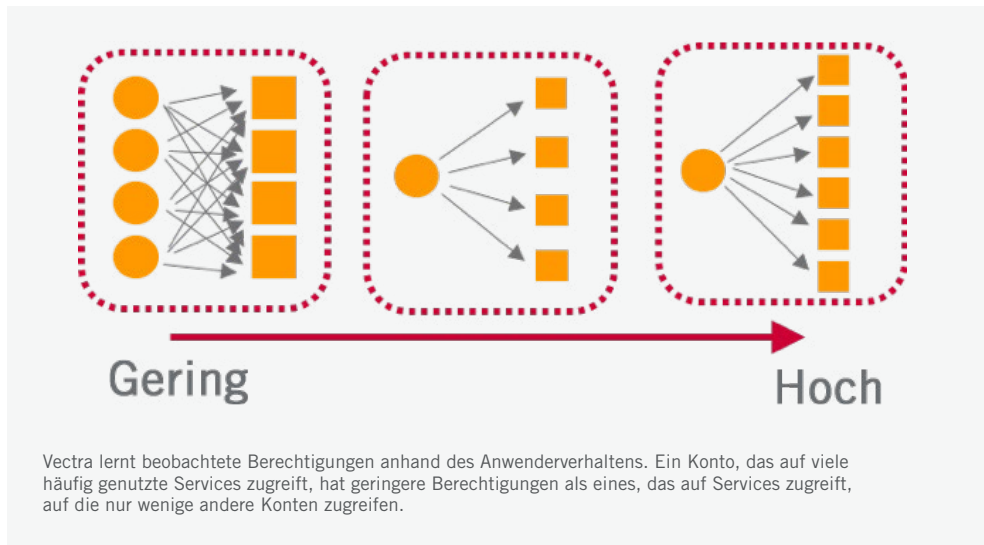 Gering
Hoch
Vectra lernt beobachtete Berechtigungen anhand des Anwenderverhaltens. Ein Konto, das auf viele
häufig genutzte Services zugreift, hat geringere Berechtigungen als eines, das auf Services zugreift,
auf die nur wenige andere Konten zugreifen.